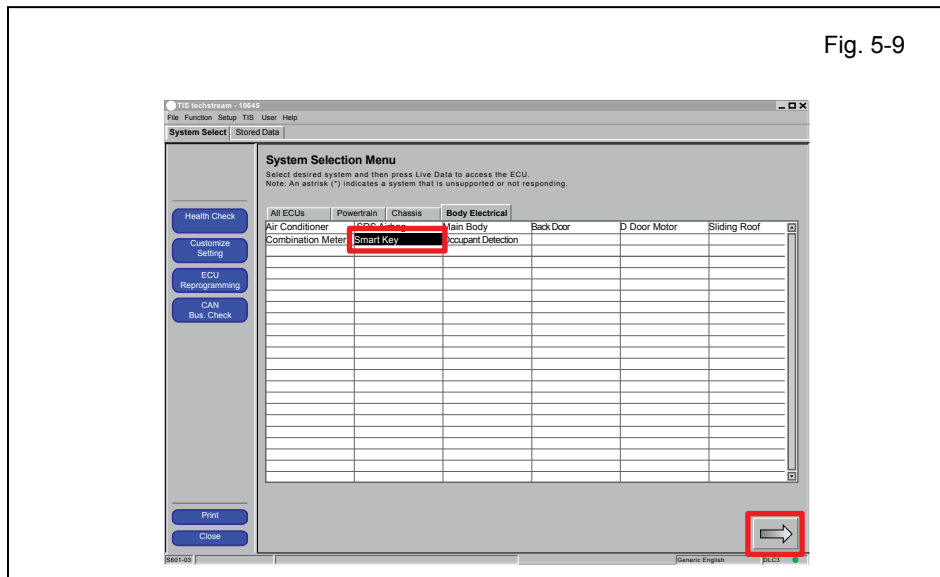 Fig. 5-9
TIS techstream - 10645
File Function Setup TIS User Help
System Select Stored Data
System Selection Menu
Select desired system and then press Live Data to access the ECU.
Note: An astrisk (*) indicates a system that is unsupported or not responding.
Health Check
Customize
Setting
ECU
Reprogramming
CAN
Bus. Check
All ECUs Powertrain Chassis Body Electrical
Air Conditioner SRS Airbag Main Body Back Door D Door Motor Sliding Roof
Combination Meter Smart Key Occupant Detection
Print
Close
S601-03 Generic English DLC3